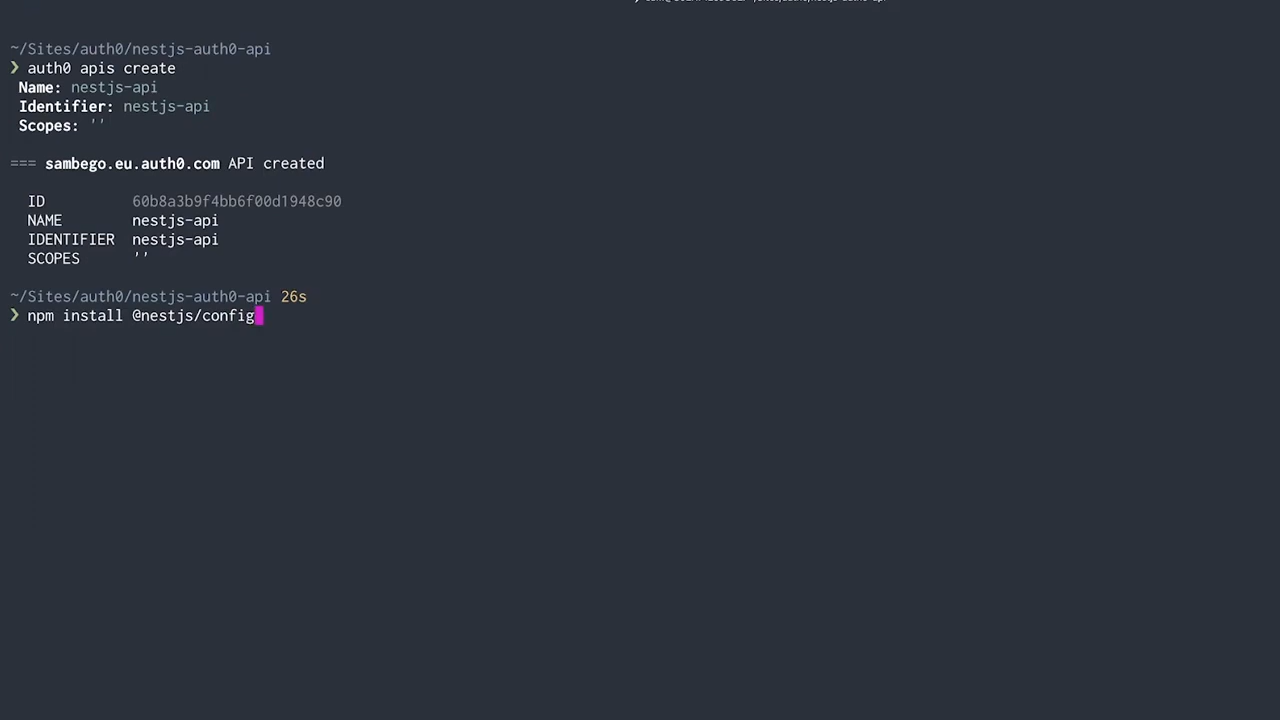 ~/Sites/auth0/nestjs-auth0-api
❯ auth0 apis create
Name: nestjs-api
Identifier: nestjs-api
Scopes: ''
=== sambego.eu.auth0.com API created
ID 60b8a3b9f4bb6f00d1948c90
NAME nestjs-api
IDENTIFIER nestjs-api
SCOPES ''
~/Sites/auth0/nestjs-auth0-api 26s
❯ npm install @nestjs/config